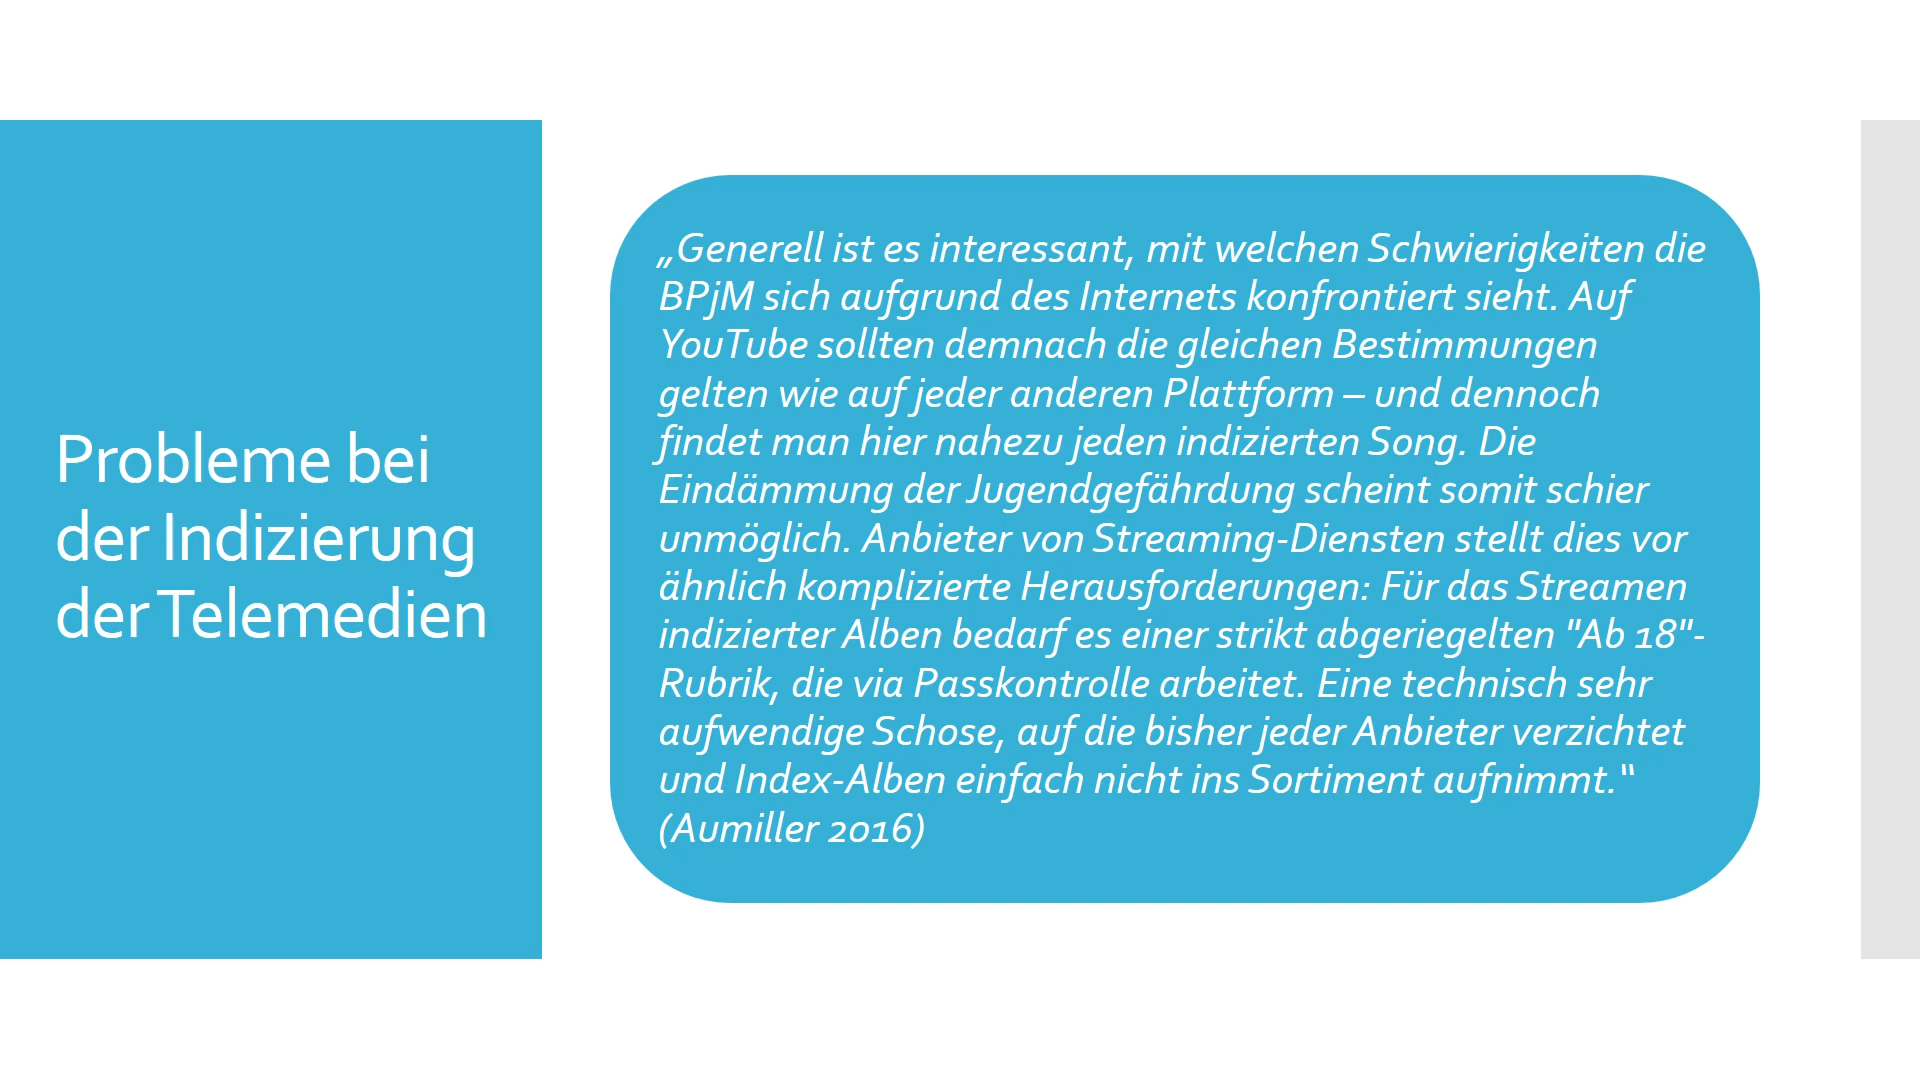 Probleme bei
der Indizierung
der Telemedien
„Generell ist es interessant, mit welchen Schwierigkeiten die
BPjM sich aufgrund des Internets konfrontiert sieht. Auf
YouTube sollten demnach die gleichen Bestimmungen
gelten wie auf jeder anderen Plattform – und dennoch
findet man hier nahezu jeden indizierten Song. Die
Eindämmung der Jugendgefährdung scheint somit schier
unmöglich. Anbieter von Streaming-Diensten stellt dies vor
ähnlich komplizierte Herausforderungen: Für das Streamen
indizierter Alben bedarf es einer strikt abgeriegelten "Ab 18"-
Rubrik, die via Passkontrolle arbeitet. Eine technisch sehr
aufwendige Schose, auf die bisher jeder Anbieter verzichtet
und Index-Alben einfach nicht ins Sortiment aufnimmt.“
(Aumiller 2016)